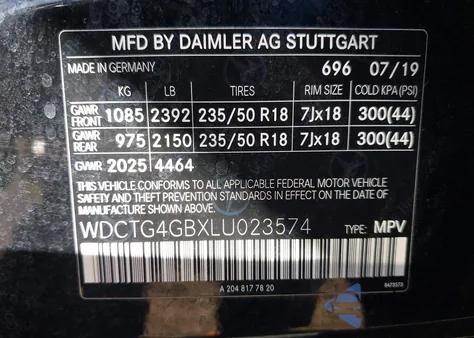 MFD BY DAIMLER AG STUTTGART
MADE IN GERMANY 696 07/19
KG LB TIRES RIM SIZE COLD KPA(PSI)
GAWR FRONT 1085 2392 235/50 R18 7Jx18 300(44)
GAWR REAR 975 2150 235/50 R18 7Jx18 300(44)
GVWR 2025 4464
THIS VEHICLE CONFORMS TO ALL APPLICABLE FEDERAL MOTOR VEHICLE
SAFETY AND THEFT PREVENTION STANDARDS IN EFFECT ON THE DATE OF
MANUFACTURE SHOWN ABOVE.
WDCTG4GBXLU023574 TYPE: MPV
A 204 817 78 20